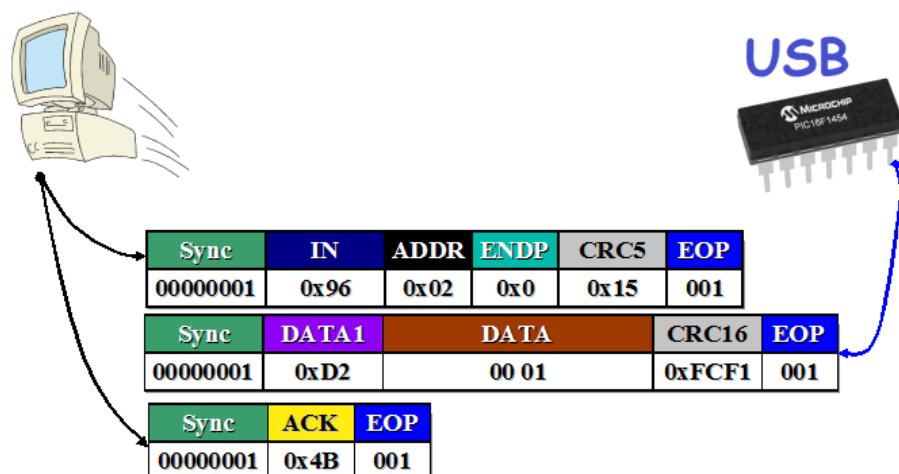 USB
MICROCHIP
PIC16F1454
Sync IN ADDR ENDP CRC5 EOP
00000001 0x96 0x02 0x0 0x15 001
Sync DATA1 DATA CRC16 EOP
00000001 0xD2 00 01 0xFCF1 001
Sync ACK EOP
00000001 0x4B 001